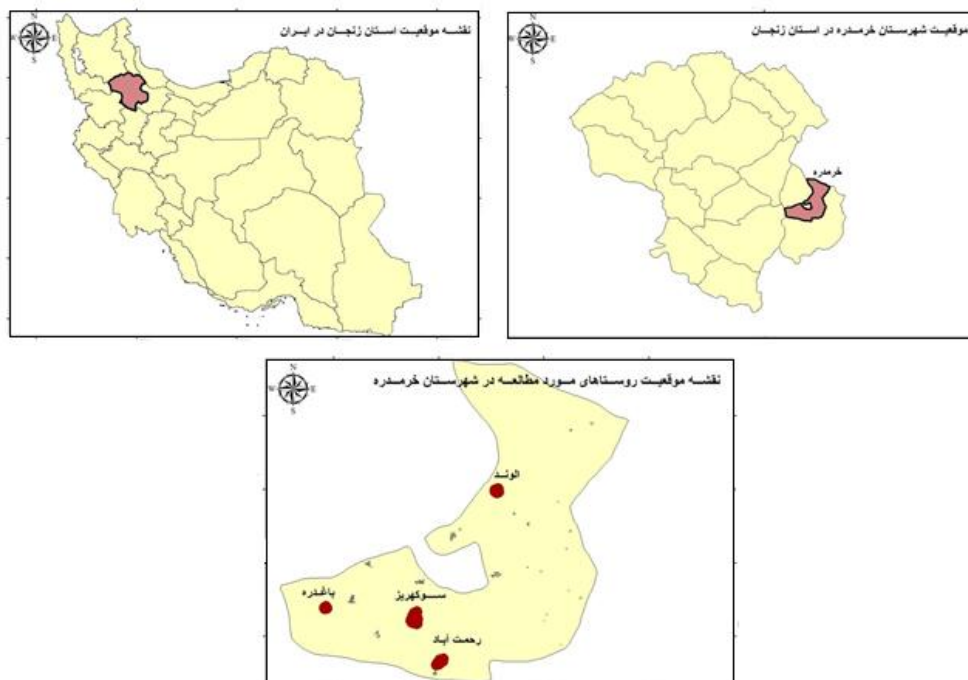 نقشه موقعیت استان زنجان در ایران
N
W E
S
موقعیت شهرستان خرمدره در استان زنجان
N
W E
S
خرمدره
نقشه موقعیت روستاهای مورد مطالعه در شهرستان خرمدره
N
W E
S
الوند
باغدره
سوکهریز
رحمت آباد